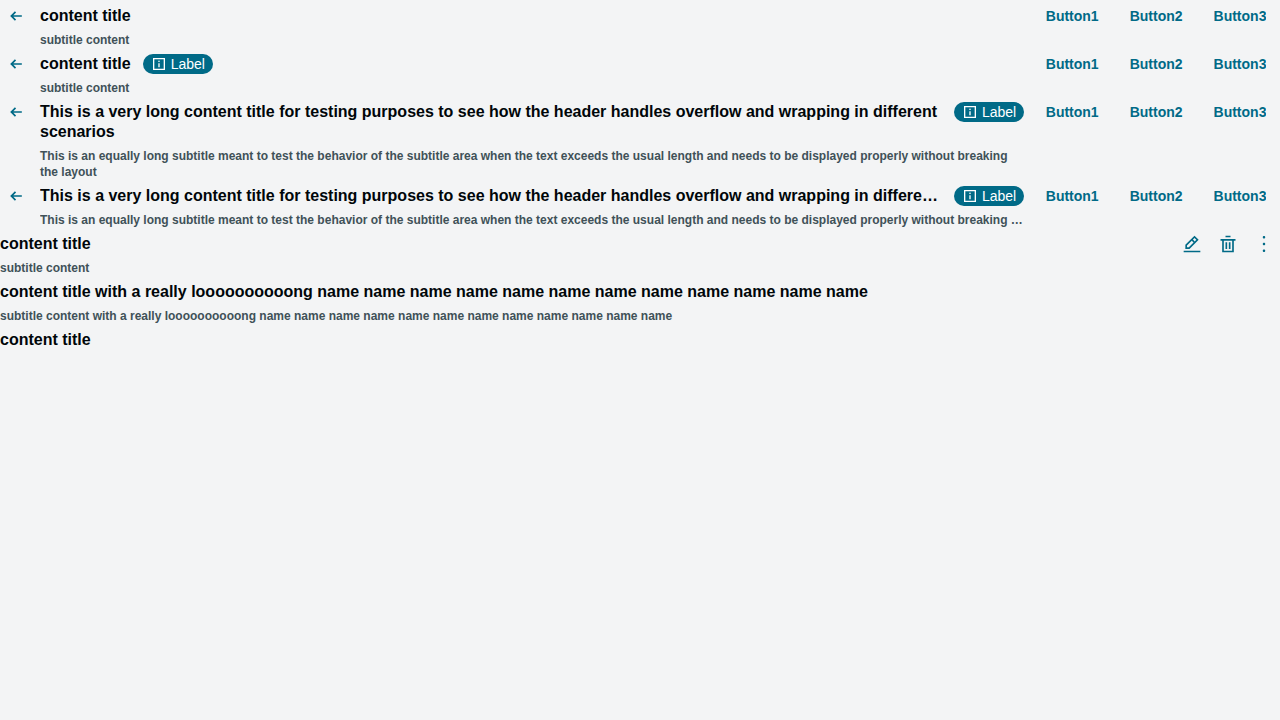 content title Button1 Button2 Button3
subtitle content
content title Label Button1 Button2 Button3
subtitle content
This is a very long content title for testing purposes to see how the header handles overflow and wrapping in different Label Button1 Button2 Button3
scenarios
This is an equally long subtitle meant to test the behavior of the subtitle area when the text exceeds the usual length and needs to be displayed properly without breaking
the layout
This is a very long content title for testing purposes to see how the header handles overflow and wrapping in differe… Label Button1 Button2 Button3
This is an equally long subtitle meant to test the behavior of the subtitle area when the text exceeds the usual length and needs to be displayed properly without breaking …
content title
subtitle content
content title with a really loooooooooong name name name name name name name name name name name name
subtitle content with a really loooooooooong name name name name name name name name name name name name
content title